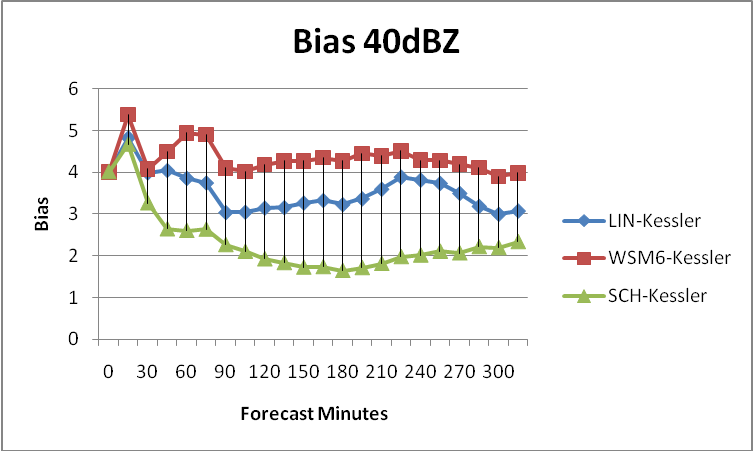 Bias 40dBZ
6
5
4
3
2
1
0
Bias
0 30 60 90 120 150 180 210 240 270 300
Forecast Minutes
LIN-Kessler
WSM6-Kessler
SCH-Kessler